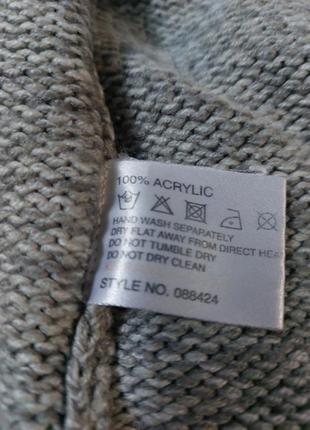 100% ACRYLIC
HAND WASH SEPARATELY
DRY FLAT AWAY FROM DIRECT HEAT
DO NOT TUMBLE DRY
DO NOT DRY CLEAN
STYLE NO. 088424